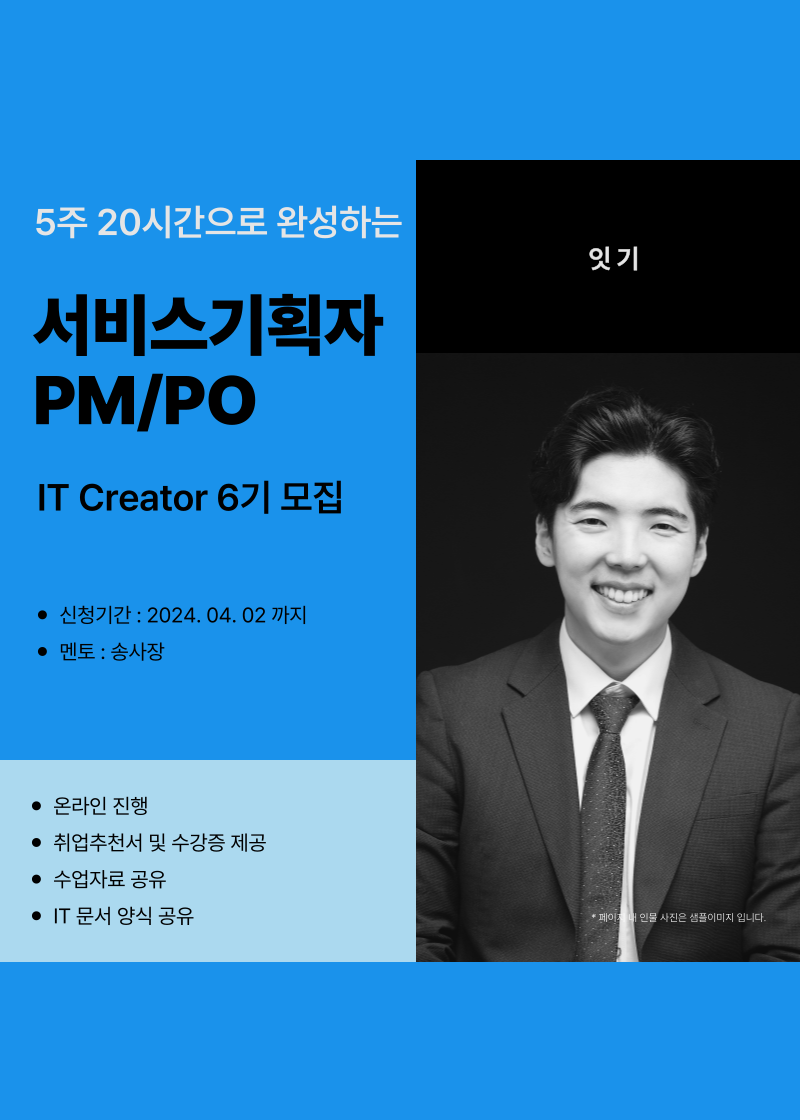 5주 20시간으로 완성하는
서비스기획자
PM/PO
IT Creator 6기 모집
• 신청기간 : 2024. 04. 02 까지
• 멘토 : 송사장
• 온라인 진행
• 취업추천서 및 수강증 제공
• 수업자료 공유
• IT 문서 양식 공유
잇기
* 페이지 내 인물 사진은 샘플이미지 입니다.